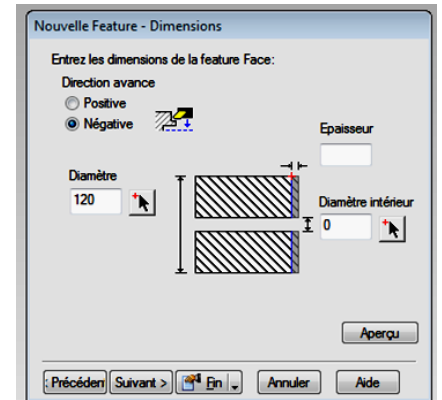 Nouvelle Feature - Dimensions
Entrez les dimensions de la feature Face:
Direction avance
Positive
Négative
Epaisseur
Diamètre
120
Diamètre intérieur
0
Aperçu
: Précéden Suivant > Fin Annuler Aide